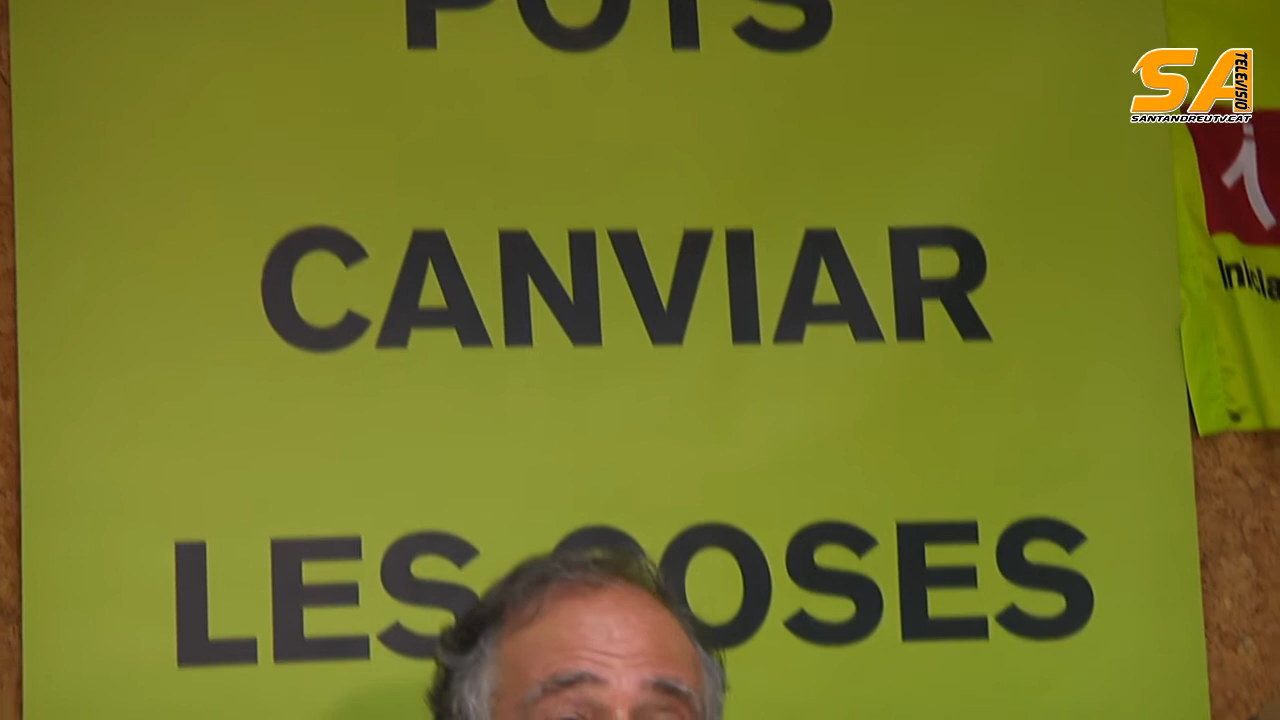 POTS
CANVIAR
LES COSES
SA
TELEVISIÓ
SANTANDREUTV.CAT